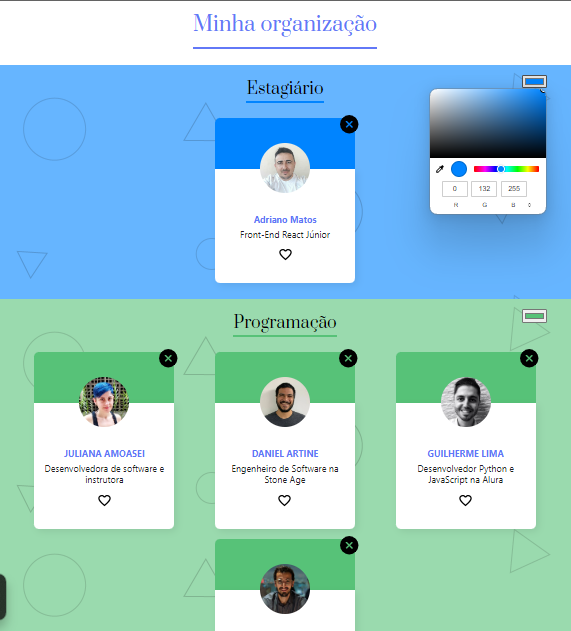 Minha organização
Estagiário
Adriano Matos
Front-End React Júnior
0 132 255
R G B
Programação
JULIANA AMOASEI
Desenvolvedora de software e
instrutora
DANIEL ARTINE
Engenheiro de Software na
Stone Age
GUILHERME LIMA
Desenvolvedor Python e
JavaScript na Alura